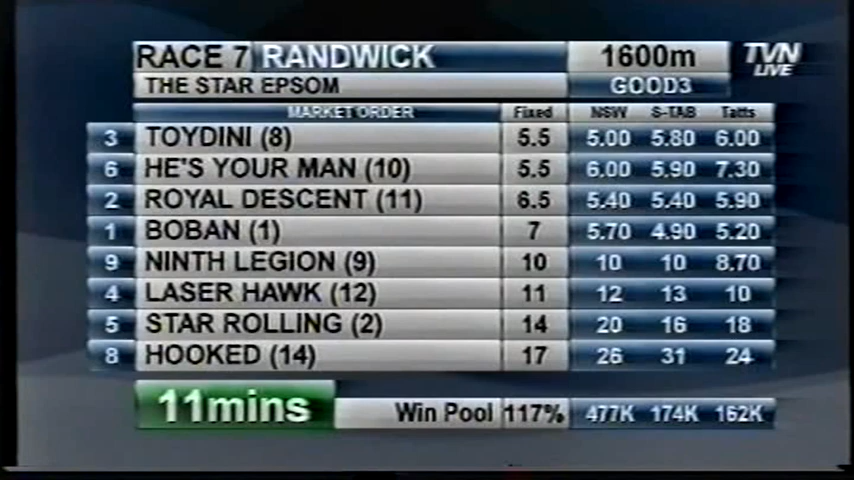 RACE 7 RANDWICK 1600m TVN
LIVE
THE STAR EPSOM GOOD3
MARKET ORDER Fixed NSW S-TAB Tatts
3 TOYDINI (8) 5.5 5.00 5.80 6.00
6 HE'S YOUR MAN (10) 5.5 6.00 5.90 7.30
2 ROYAL DESCENT (11) 6.5 5.40 5.40 5.90
1 BOBAN (1) 7 5.70 4.90 5.20
9 NINTH LEGION (9) 10 10 10 8.70
4 LASER HAWK (12) 11 12 13 10
5 STAR ROLLING (2) 14 20 16 18
8 HOOKED (14) 17 26 31 24
11mins Win Pool 117% 477K 174K 162K